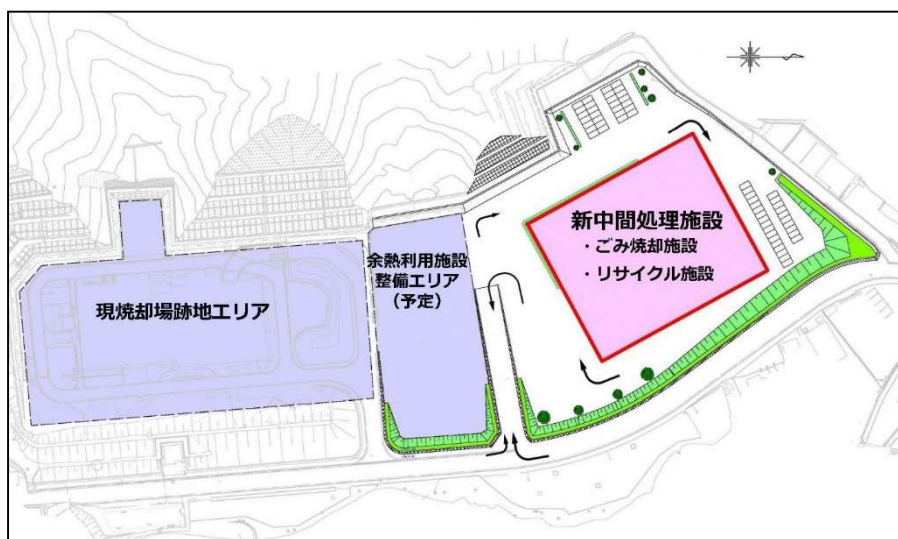 現焼却場跡地エリア
余熱利用施設
整備エリア
（予定）
新中間処理施設
・ごみ焼却施設
・リサイクル施設